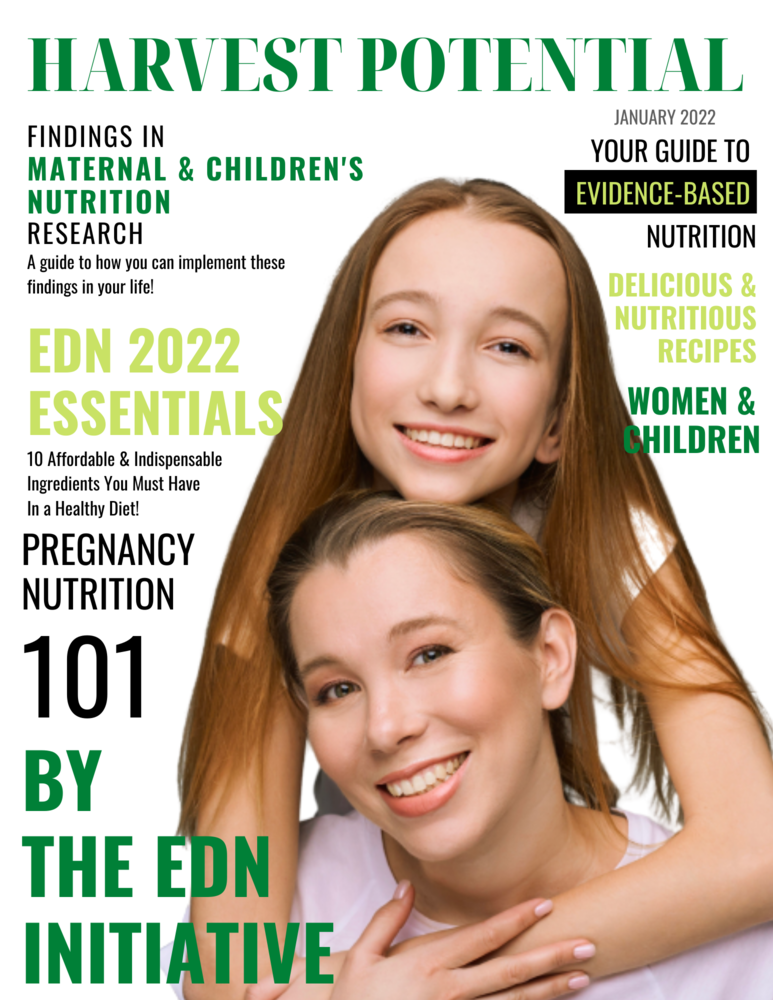 HARVEST POTENTIAL
JANUARY 2022
FINDINGS IN
MATERNAL & CHILDREN'S
NUTRITION
RESEARCH
A guide to how you can implement these
findings in your life!
EDN 2022
ESSENTIALS
10 Affordable & Indispensable
Ingredients You Must Have
In a Healthy Diet!
PREGNANCY
NUTRITION
101
BY
THE EDN
INITIATIVE
YOUR GUIDE TO
EVIDENCE-BASED
NUTRITION
DELICIOUS &
NUTRITIOUS
RECIPES
WOMEN &
CHILDREN